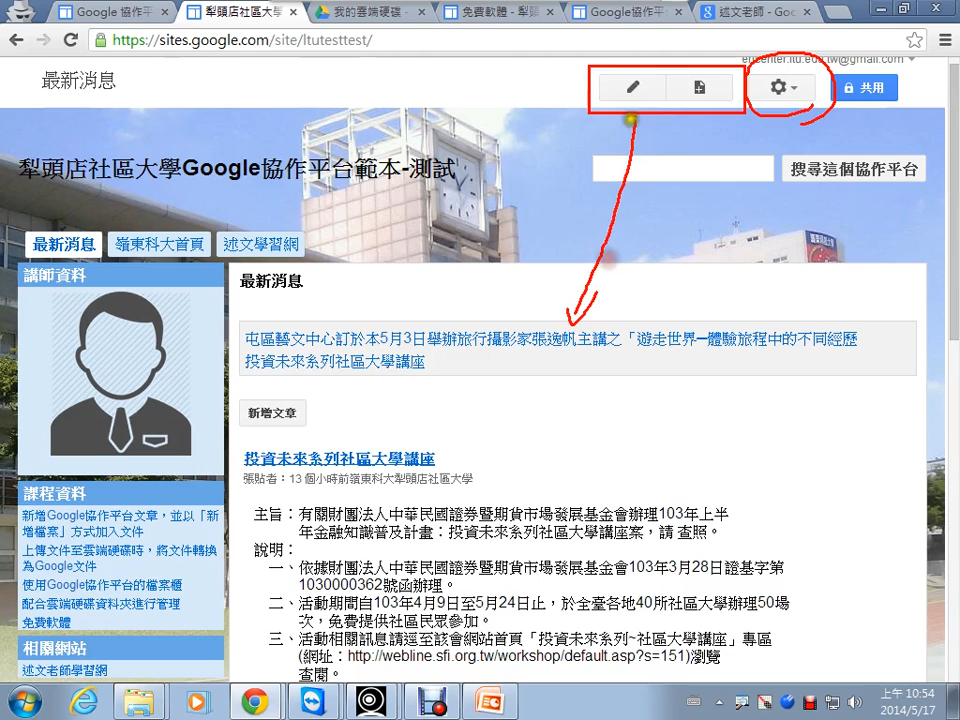 Google 協作平
犁頭店社區大學
我的雲端硬碟 -
免費軟體 - 犁
Google協作平
述文老師 - Goo
https://sites.google.com/site/ltutesttest/
最新消息
共用
犁頭店社區大學Google協作平台範本-測試
搜尋這個協作平台
最新消息
嶺東科大首頁
述文學習網
講師資料
最新消息
屯區藝文中心訂於本5月3日舉辦旅行攝影家張逸帆主講之「遊走世界─體驗旅程中的不同經歷
投資未來系列社區大學講座
新增文章
投資未來系列社區大學講座
張貼者：13 個小時前嶺東科大犁頭店社區大學
主旨：有關財團法人中華民國證券暨期貨市場發展基金會辦理103年上半
年金融知識普及計畫：投資未來系列社區大學講座案，請 查照。
說明：
一、依據財團法人中華民國證券暨期貨市場發展基金會103年3月28日證基字第
1030000362號函辦理。
二、活動期間自103年4月9日至5月24日止，於全臺各地40所社區大學辦理50場
次，免費提供社區民眾參加。
三、活動相關訊息請逕至該會網站首頁「投資未來系列~社區大學講座」專區
(網址：http://webline.sfi.org.tw/workshop/default.asp?s=151)瀏覽
查閱。
課程資料
新增Google協作平台文章，並以「新
增檔案」方式加入文件
上傳文件至雲端硬碟時，將文件轉換
為Google文件
使用Google協作平台的檔案櫃
配合雲端硬碟資料夾進行管理
免費軟體
相關網站
述文老師學習網
上午 10:54
2014/5/17